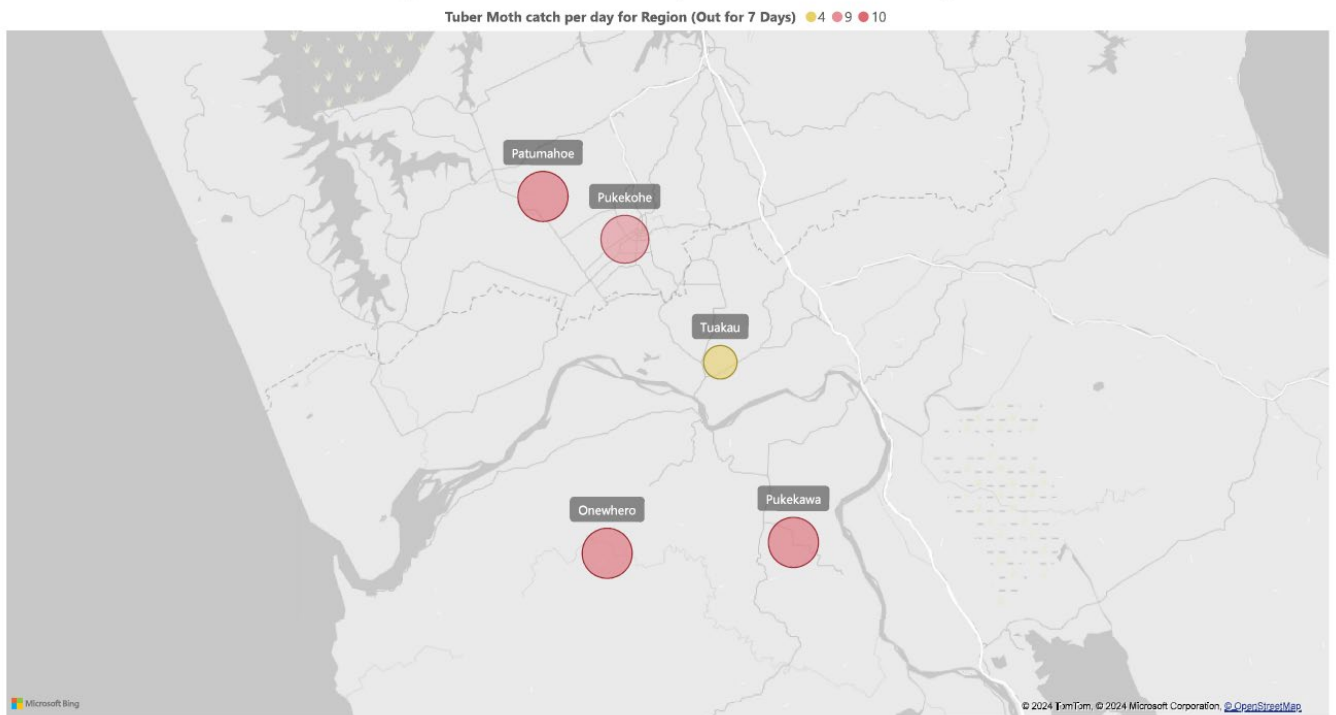 Tuber Moth catch per day for Region (Out for 7 Days) 4 9 10
Patumahoe
Pukekohe
Tuakau
Pukekawa
Onewhero
Microsoft Bing
© 2024 TomTom, © 2024 Microsoft Corporation, © OpenStreetMap